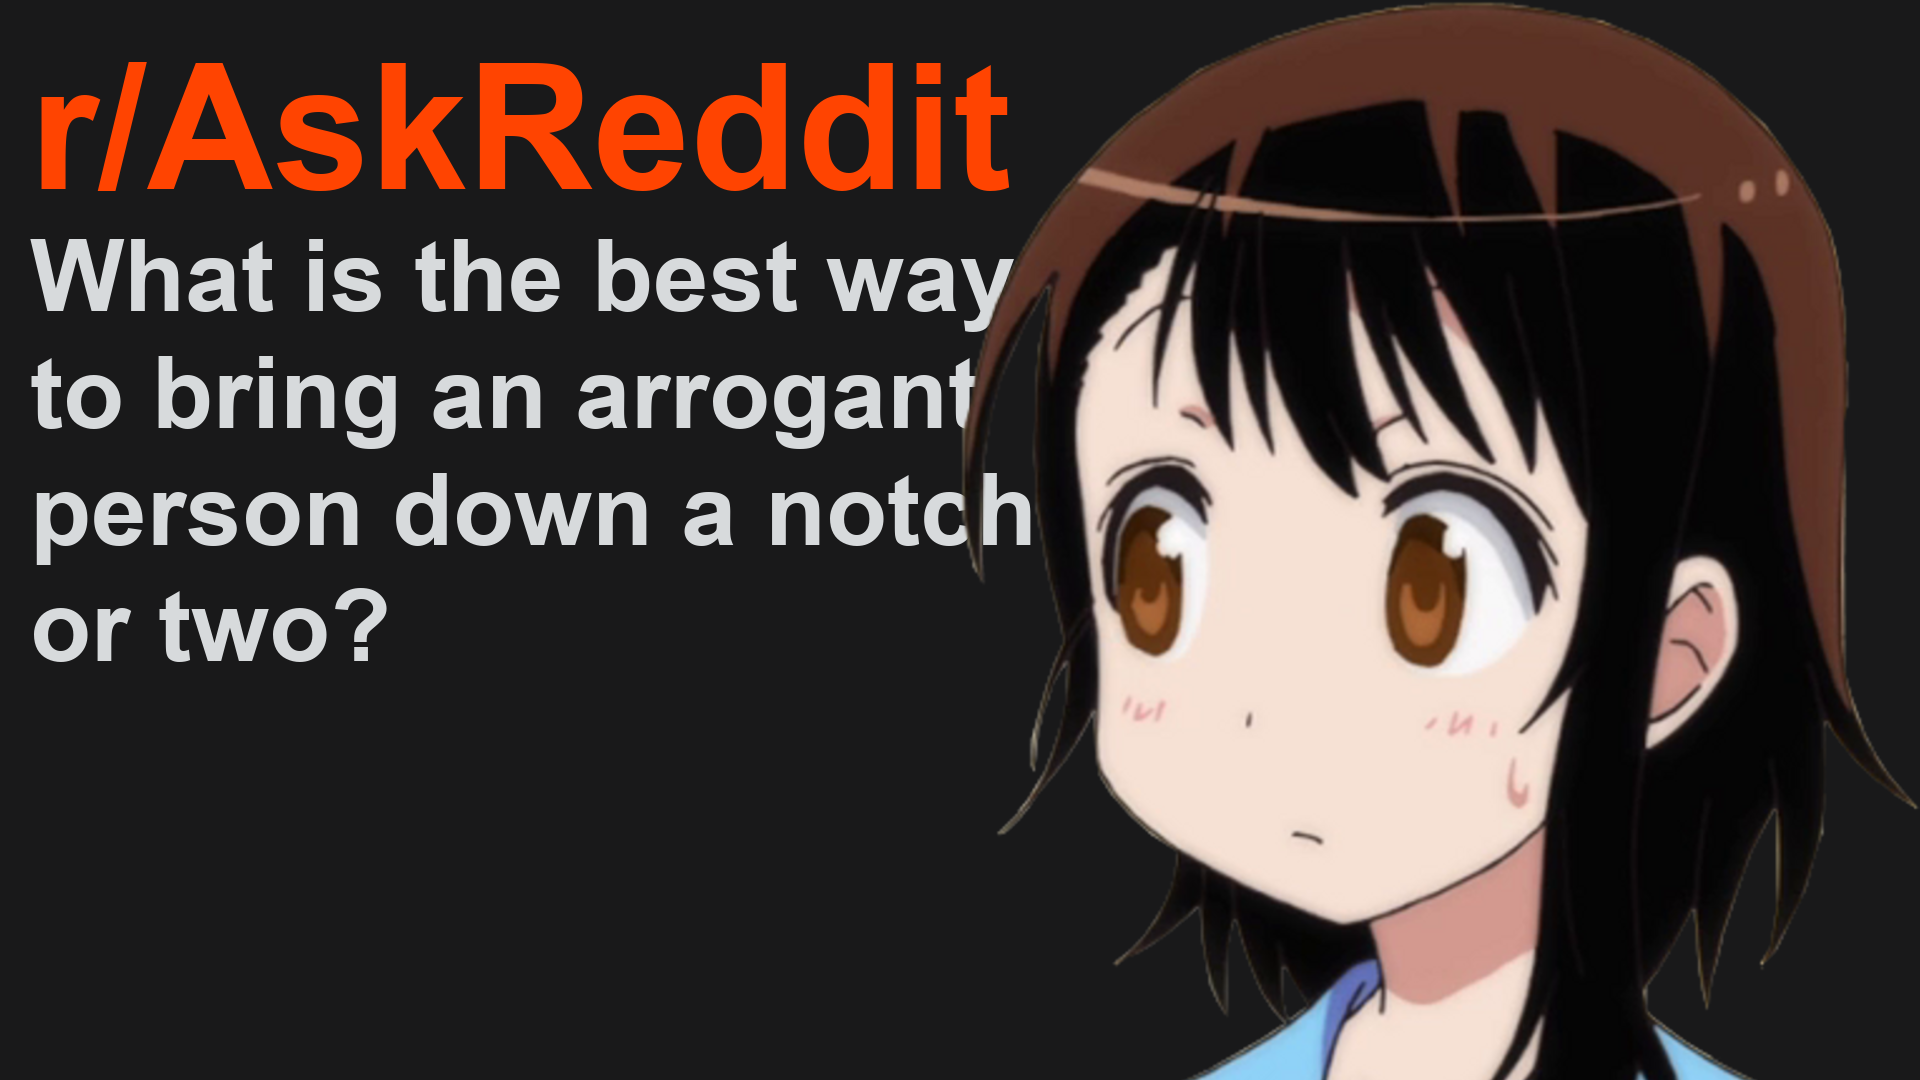 r/AskReddit
What is the best way
to bring an arrogant
person down a notch
or two?